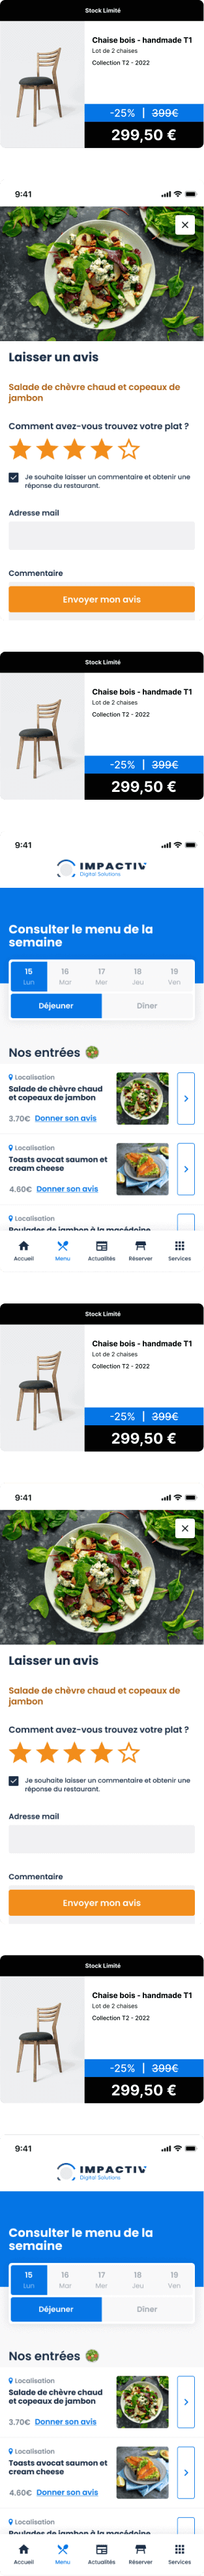 Stock Limité
Chaise bois - handmade T1
Lot de 2 chaises
Collection T2 - 2022
-25% | 399€
299,50 €
9:41
Laisser un avis
Salade de chèvre chaud et copeaux de
jambon
Comment avez-vous trouvez votre plat ?
Je souhaite laisser un commentaire et obtenir une
réponse du restaurant.
Adresse mail
Commentaire
Envoyer mon avis
Stock Limité
Chaise bois - handmade T1
Lot de 2 chaises
Collection T2 - 2022
-25% | 399€
299,50 €
9:41
IMPACTIV
Digital Solutions
Consulter le menu de la
semaine
15 16 17 18 19
Lun Mar Mer Jeu Ven
Déjeuner Dîner
Nos entrées
Localisation
Salade de chèvre chaud
et copeaux de jambon
3.70€ Donner son avis
Localisation
Toasts avocat saumon et
cream cheese
4.60€ Donner son avis
Localisation
Roulades de jambon à la macédoine
Accueil Menu Actualités Réserver Services
Stock Limité
Chaise bois - handmade T1
Lot de 2 chaises
Collection T2 - 2022
-25% | 399€
299,50 €
9:41
Laisser un avis
Salade de chèvre chaud et copeaux de
jambon
Comment avez-vous trouvez votre plat ?
Je souhaite laisser un commentaire et obtenir une
réponse du restaurant.
Adresse mail
Commentaire
Envoyer mon avis
Stock Limité
Chaise bois - handmade T1
Lot de 2 chaises
Collection T2 - 2022
-25% | 399€
299,50 €
9:41
IMPACTIV
Digital Solutions
Consulter le menu de la
semaine
15 16 17 18 19
Lun Mar Mer Jeu Ven
Déjeuner Dîner
Nos entrées
Localisation
Salade de chèvre chaud
et copeaux de jambon
3.70€ Donner son avis
Localisation
Toasts avocat saumon et
cream cheese
4.60€ Donner son avis
Localisation
Roulades de jambon à la macédoine
Accueil Menu Actualités Réserver Services